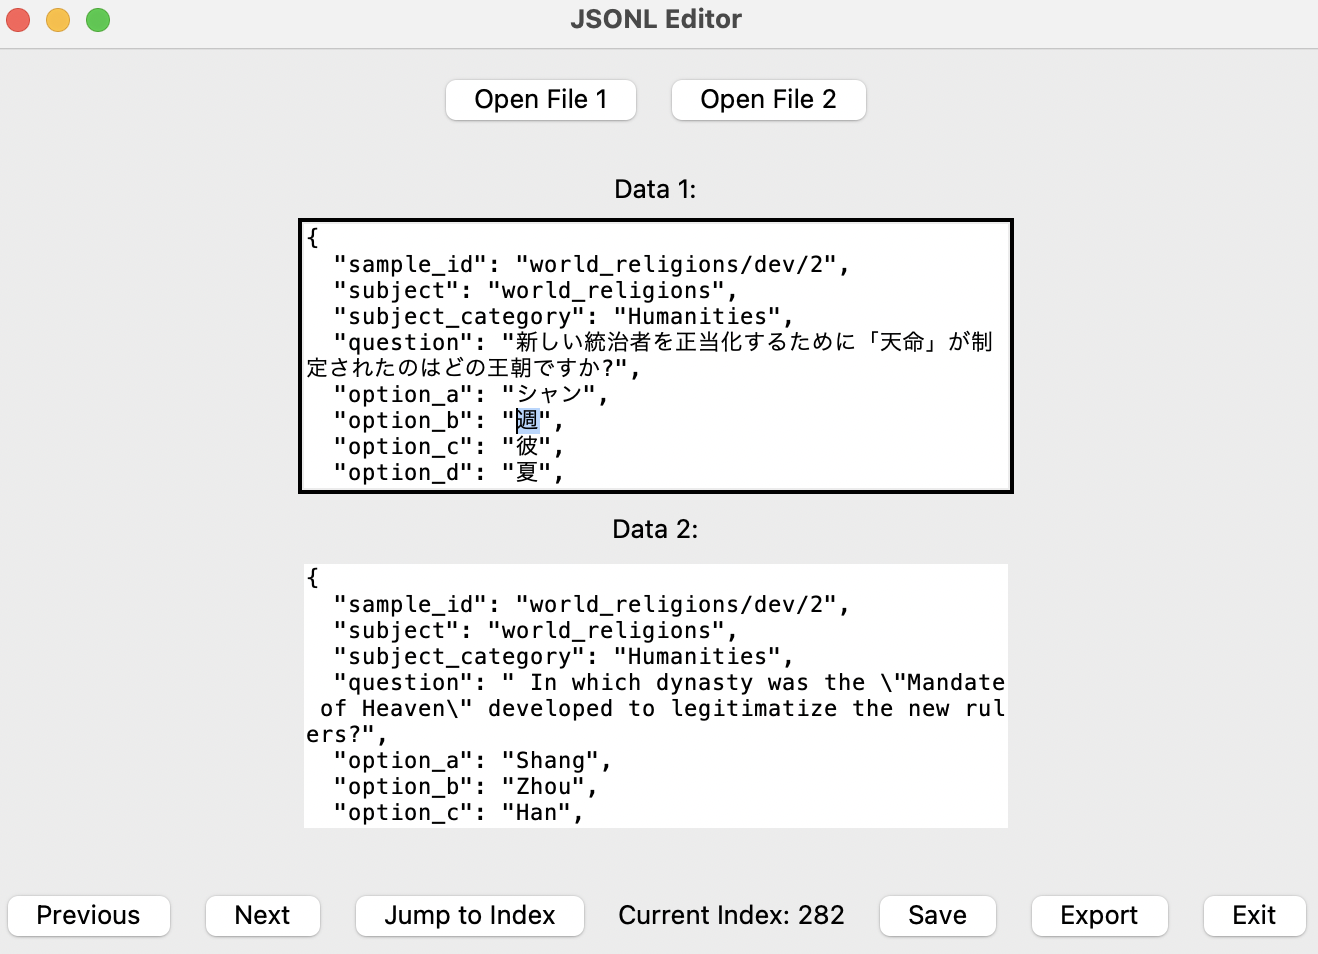 JSONL Editor
Open File 1
Open File 2
Data 1:
{
  "sample_id": "world_religions/dev/2",
  "subject": "world_religions",
  "subject_category": "Humanities",
  "question": "新しい統治者を正当化するために「天命」が制
定されたのはどの王朝ですか?",
  "option_a": "シャン",
  "option_b": "週",
  "option_c": "彼",
  "option_d": "夏",
Data 2:
{
  "sample_id": "world_religions/dev/2",
  "subject": "world_religions",
  "subject_category": "Humanities",
  "question": " In which dynasty was the \"Mandate
 of Heaven\" developed to legitimatize the new rul
ers?",
  "option_a": "Shang",
  "option_b": "Zhou",
  "option_c": "Han",
Previous
Next
Jump to Index
Current Index: 282
Save
Export
Exit